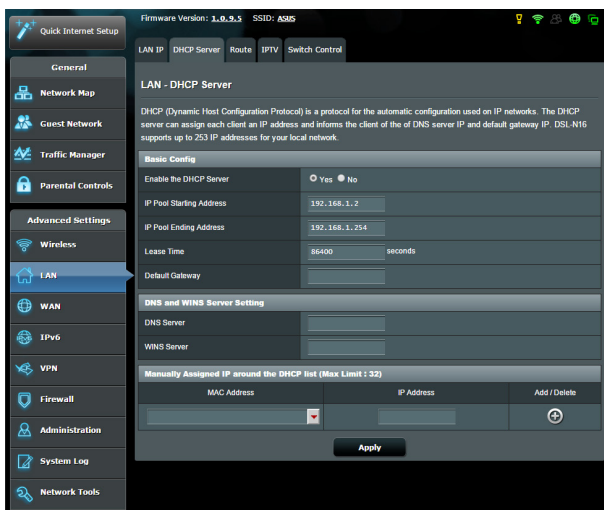 Quick Internet Setup
General
Network Map
Guest Network
Traffic Manager
Parental Controls
Advanced Settings
Wireless
LAN
WAN
IPv6
VPN
Firewall
Administration
System Log
Network Tools
Firmware Version: 1.0.9.5 SSID: ASUS
LAN IP DHCP Server Route IPTV Switch Control
LAN - DHCP Server
DHCP (Dynamic Host Configuration Protocol) is a protocol for the automatic configuration used on IP networks. The DHCP
server can assign each client an IP address and informs the client of the of DNS server IP and default gateway IP. DSL-N16
supports up to 253 IP addresses for your local network.
Basic Config
Enable the DHCP Server Yes No
IP Pool Starting Address 192.168.1.2
IP Pool Ending Address 192.168.1.254
Lease Time 86400 seconds
Default Gateway
DNS and WINS Server Setting
DNS Server
WINS Server
Manually Assigned IP around the DHCP list (Max Limit : 32)
MAC Address IP Address Add / Delete
Apply